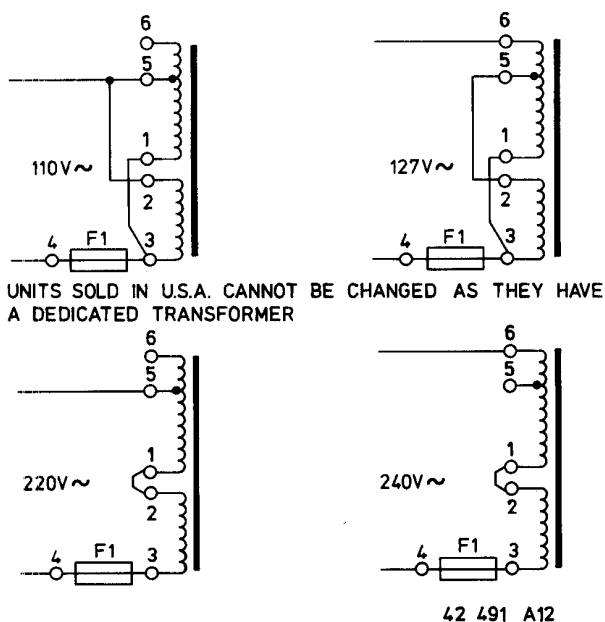 6
5
1
110V~
2
4 F1 3
6
5
1
127V~
2
4 F1 3
UNITS SOLD IN U.S.A. CANNOT BE CHANGED AS THEY HAVE
A DEDICATED TRANSFORMER
6
5
1
220V~
2
4 F1 3
6
5
1
240V~
2
4 F1 3
42 491 A12